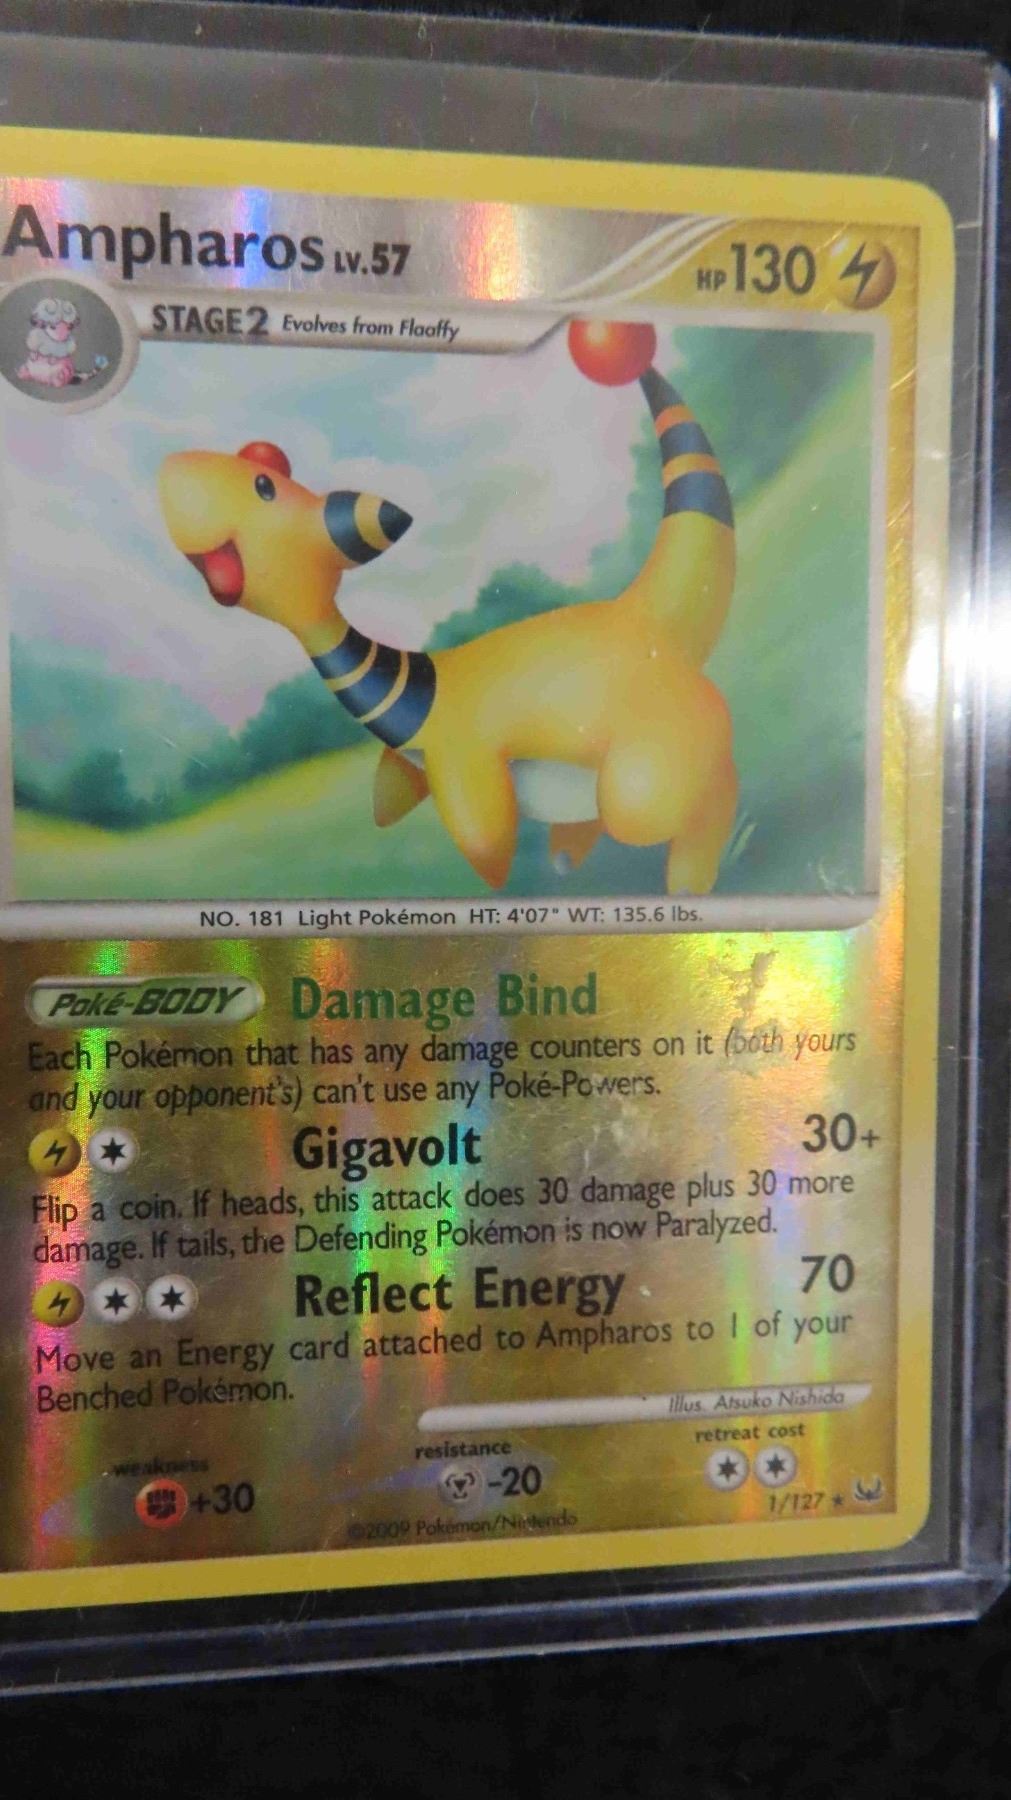 Ampharos LV.57
HP 130
STAGE2 Evolves from Flaaffy
NO. 181 Light Pokémon HT: 4'07" WT: 135.6 lbs.
Poké-BODY Damage Bind
Each Pokémon that has any damage counters on it (both yours
and your opponent's) can't use any Poké-Powers.
Gigavolt 30+
Flip a coin. If heads, this attack does 30 damage plus 30 more
damage. If tails, the Defending Pokémon is now Paralyzed.
Reflect Energy 70
Move an Energy card attached to Ampharos to 1 of your
Benched Pokémon.
Illus. Atsuko Nishida
weakness resistance retreat cost
+30 -20
1/127
©2009 Pokémon/Nintendo